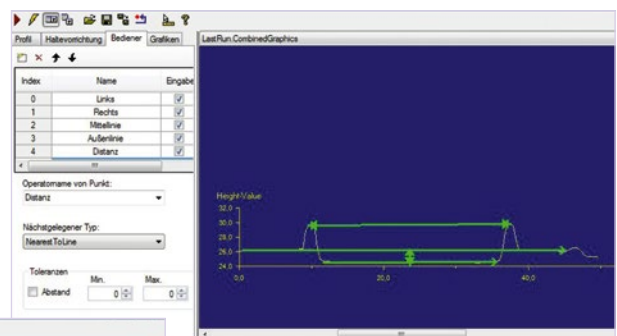 Profil Haltevorrichtung Bediener Grafiken
Index Name Eingabe
0 Links
1 Rechts
2 Mittellinie
3 Außenlinie
4 Distanz
Operatorname von Punkt:
Distanz
Nächstgelegener Typ:
NearestToLine
Toleranzen
Min. Max.
Abstand 0 0
LastRun.CombinedGraphics
Height-Value
32,0
30,0
28,0
26,0
24,0
0,0 20,0 40,0